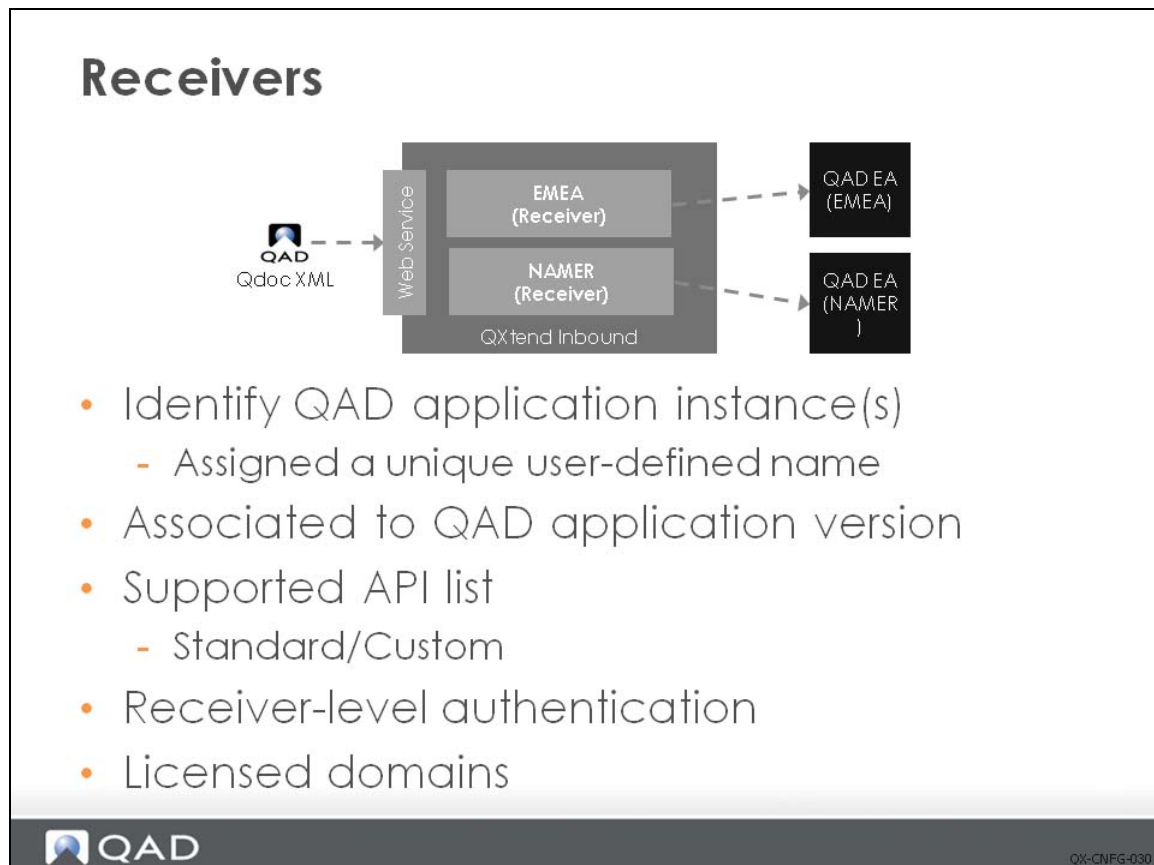 Receivers
QAD
Qdoc XML
Web Service
EMEA
(Receiver)
NAMER
(Receiver)
QXtend Inbound
QAD EA
(EMEA)
QAD EA
(NAMER
)
• Identify QAD application instance(s)
- Assigned a unique user-defined name
• Associated to QAD application version
• Supported API list
- Standard/Custom
• Receiver-level authentication
• Licensed domains
QAD
QX-CNFG-030